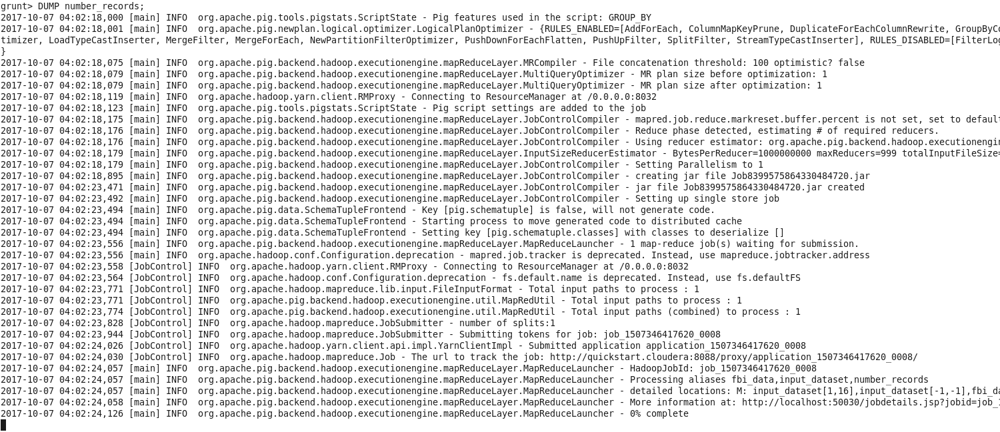 grunt> DUMP number_records;
2017-10-07 04:02:18,000 [main] INFO  org.apache.pig.tools.pigstats.ScriptState - Pig features used in the script: GROUP_BY
2017-10-07 04:02:18,001 [main] INFO  org.apache.pig.newplan.logical.optimizer.LogicalPlanOptimizer - {RULES_ENABLED=[AddForEach, ColumnMapKeyPrune, DuplicateForEachColumnRewrite, GroupByCo
timizer, LoadTypeCastInserter, MergeFilter, MergeForEach, NewPartitionFilterOptimizer, PushDownForEachFlatten, PushUpFilter, SplitFilter, StreamTypeCastInserter], RULES_DISABLED=[FilterLog
}
2017-10-07 04:02:18,075 [main] INFO  org.apache.pig.backend.hadoop.executionengine.mapReduceLayer.MRCompiler - File concatenation threshold: 100 optimistic? false
2017-10-07 04:02:18,079 [main] INFO  org.apache.pig.backend.hadoop.executionengine.mapReduceLayer.MultiQueryOptimizer - MR plan size before optimization: 1
2017-10-07 04:02:18,079 [main] INFO  org.apache.pig.backend.hadoop.executionengine.mapReduceLayer.MultiQueryOptimizer - MR plan size after optimization: 1
2017-10-07 04:02:18,119 [main] INFO  org.apache.hadoop.yarn.client.RMProxy - Connecting to ResourceManager at /0.0.0.0:8032
2017-10-07 04:02:18,123 [main] INFO  org.apache.pig.tools.pigstats.ScriptState - Pig script settings are added to the job
2017-10-07 04:02:18,175 [main] INFO  org.apache.pig.backend.hadoop.executionengine.mapReduceLayer.JobControlCompiler - mapred.job.reduce.markreset.buffer.percent is not set, set to default
2017-10-07 04:02:18,176 [main] INFO  org.apache.pig.backend.hadoop.executionengine.mapReduceLayer.JobControlCompiler - Reduce phase detected, estimating # of required reducers.
2017-10-07 04:02:18,176 [main] INFO  org.apache.pig.backend.hadoop.executionengine.mapReduceLayer.JobControlCompiler - Using reducer estimator: org.apache.pig.backend.hadoop.executionengin
2017-10-07 04:02:18,179 [main] INFO  org.apache.pig.backend.hadoop.executionengine.mapReduceLayer.InputSizeReducerEstimator - BytesPerReducer=1000000000 maxReducers=999 totalInputFileSize=
2017-10-07 04:02:18,179 [main] INFO  org.apache.pig.backend.hadoop.executionengine.mapReduceLayer.JobControlCompiler - Setting Parallelism to 1
2017-10-07 04:02:18,895 [main] INFO  org.apache.pig.backend.hadoop.executionengine.mapReduceLayer.JobControlCompiler - creating jar file Job8399575864330484720.jar
2017-10-07 04:02:23,471 [main] INFO  org.apache.pig.backend.hadoop.executionengine.mapReduceLayer.JobControlCompiler - jar file Job8399575864330484720.jar created
2017-10-07 04:02:23,492 [main] INFO  org.apache.pig.backend.hadoop.executionengine.mapReduceLayer.JobControlCompiler - Setting up single store job
2017-10-07 04:02:23,494 [main] INFO  org.apache.pig.data.SchemaTupleFrontend - Key [pig.schematuple] is false, will not generate code.
2017-10-07 04:02:23,494 [main] INFO  org.apache.pig.data.SchemaTupleFrontend - Starting process to move generated code to distributed cache
2017-10-07 04:02:23,494 [main] INFO  org.apache.pig.data.SchemaTupleFrontend - Setting key [pig.schematuple.classes] with classes to deserialize []
2017-10-07 04:02:23,556 [main] INFO  org.apache.pig.backend.hadoop.executionengine.mapReduceLayer.MapReduceLauncher - 1 map-reduce job(s) waiting for submission.
2017-10-07 04:02:23,556 [main] INFO  org.apache.hadoop.conf.Configuration.deprecation - mapred.job.tracker is deprecated. Instead, use mapreduce.jobtracker.address
2017-10-07 04:02:23,558 [JobControl] INFO  org.apache.hadoop.yarn.client.RMProxy - Connecting to ResourceManager at /0.0.0.0:8032
2017-10-07 04:02:23,564 [JobControl] INFO  org.apache.hadoop.conf.Configuration.deprecation - fs.default.name is deprecated. Instead, use fs.defaultFS
2017-10-07 04:02:23,771 [JobControl] INFO  org.apache.hadoop.mapreduce.lib.input.FileInputFormat - Total input paths to process : 1
2017-10-07 04:02:23,771 [JobControl] INFO  org.apache.pig.backend.hadoop.executionengine.util.MapRedUtil - Total input paths to process : 1
2017-10-07 04:02:23,774 [JobControl] INFO  org.apache.pig.backend.hadoop.executionengine.util.MapRedUtil - Total input paths (combined) to process : 1
2017-10-07 04:02:23,828 [JobControl] INFO  org.apache.hadoop.mapreduce.JobSubmitter - number of splits:1
2017-10-07 04:02:23,944 [JobControl] INFO  org.apache.hadoop.mapreduce.JobSubmitter - Submitting tokens for job: job_1507346417620_0008
2017-10-07 04:02:24,026 [JobControl] INFO  org.apache.hadoop.yarn.client.api.impl.YarnClientImpl - Submitted application application_1507346417620_0008
2017-10-07 04:02:24,030 [JobControl] INFO  org.apache.hadoop.mapreduce.Job - The url to track the job: http://quickstart.cloudera:8088/proxy/application_1507346417620_0008/
2017-10-07 04:02:24,057 [main] INFO  org.apache.pig.backend.hadoop.executionengine.mapReduceLayer.MapReduceLauncher - HadoopJobId: job_1507346417620_0008
2017-10-07 04:02:24,057 [main] INFO  org.apache.pig.backend.hadoop.executionengine.mapReduceLayer.MapReduceLauncher - Processing aliases fbi_data,input_dataset,number_records
2017-10-07 04:02:24,057 [main] INFO  org.apache.pig.backend.hadoop.executionengine.mapReduceLayer.MapReduceLauncher - detailed locations: M: input_dataset[1,16],input_dataset[-1,-1],fbi_da
2017-10-07 04:02:24,058 [main] INFO  org.apache.pig.backend.hadoop.executionengine.mapReduceLayer.MapReduceLauncher - More information at: http://localhost:50030/jobdetails.jsp?jobid=job_1
2017-10-07 04:02:24,126 [main] INFO  org.apache.pig.backend.hadoop.executionengine.mapReduceLayer.MapReduceLauncher - 0% complete